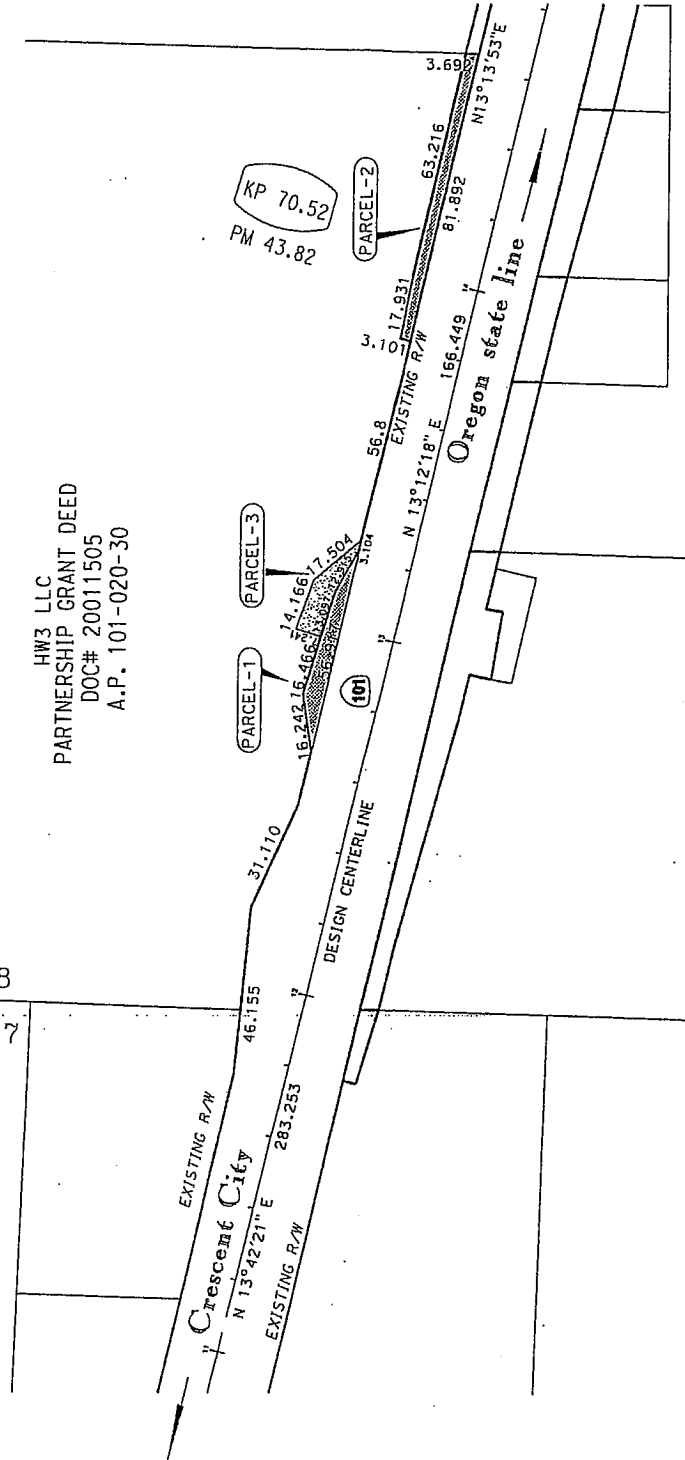 HW3 LLC
PARTNERSHIP GRANT DEED
DOC# 20011505
A.P. 101-020-30
KP 70.52
PM 43.82
PARCEL-1
PARCEL-3
PARCEL-2
7
EXISTING R/W
46.155
31.110
16.242
16.466
14.166
17.504
3.104
56.8
EXISTING R/W
3.101
17.931
63.216
3.692
81.892
N13°13'53"E
Crescent City
N 13°42'21" E
283.253
DESIGN CENTERLINE
101
N 13°12'18" E
166.449
Oregon state line
EXISTING R/W